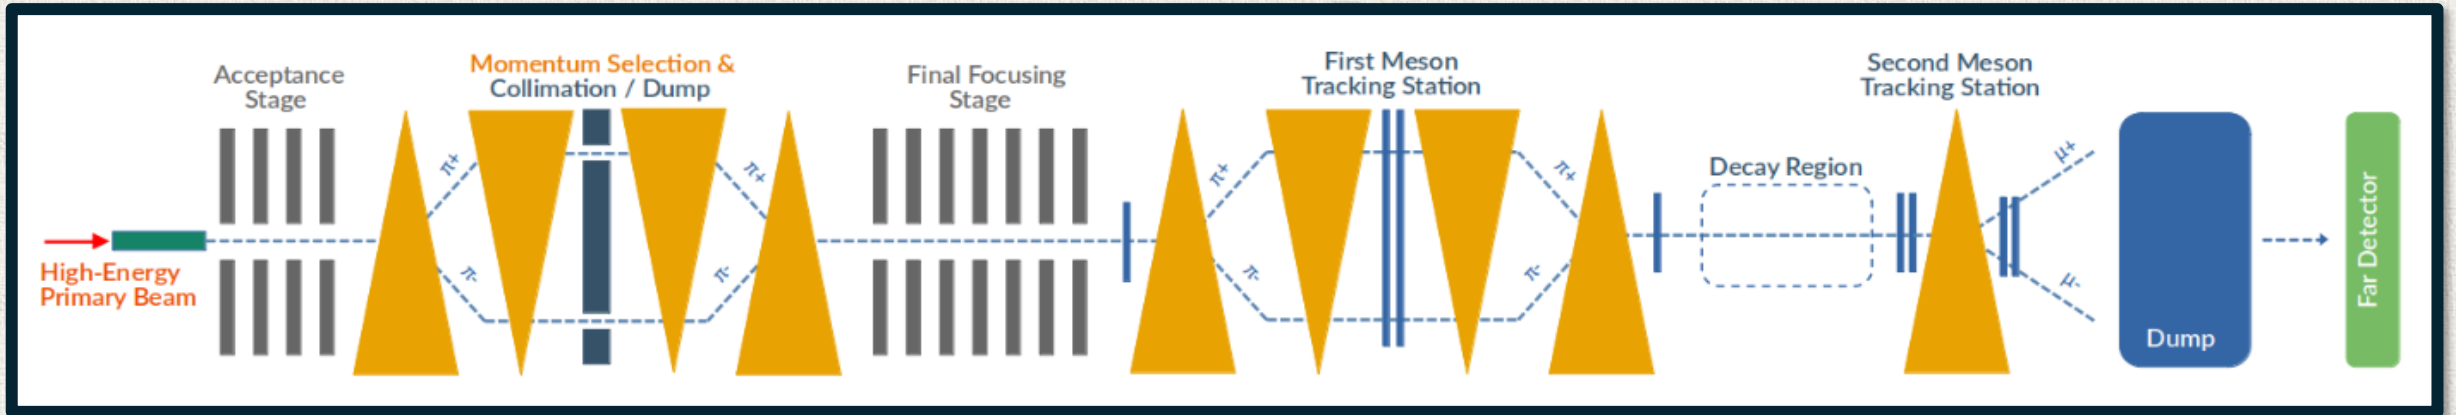 Acceptance
Stage
Momentum Selection &
Collimation / Dump
Final Focusing
Stage
First Meson
Tracking Station
Second Meson
Tracking Station
High-Energy
Primary Beam
π+
π-
π+
π-
π+
π-
π+
π-
Decay Region
μ+
μ-
Dump
Far Detector